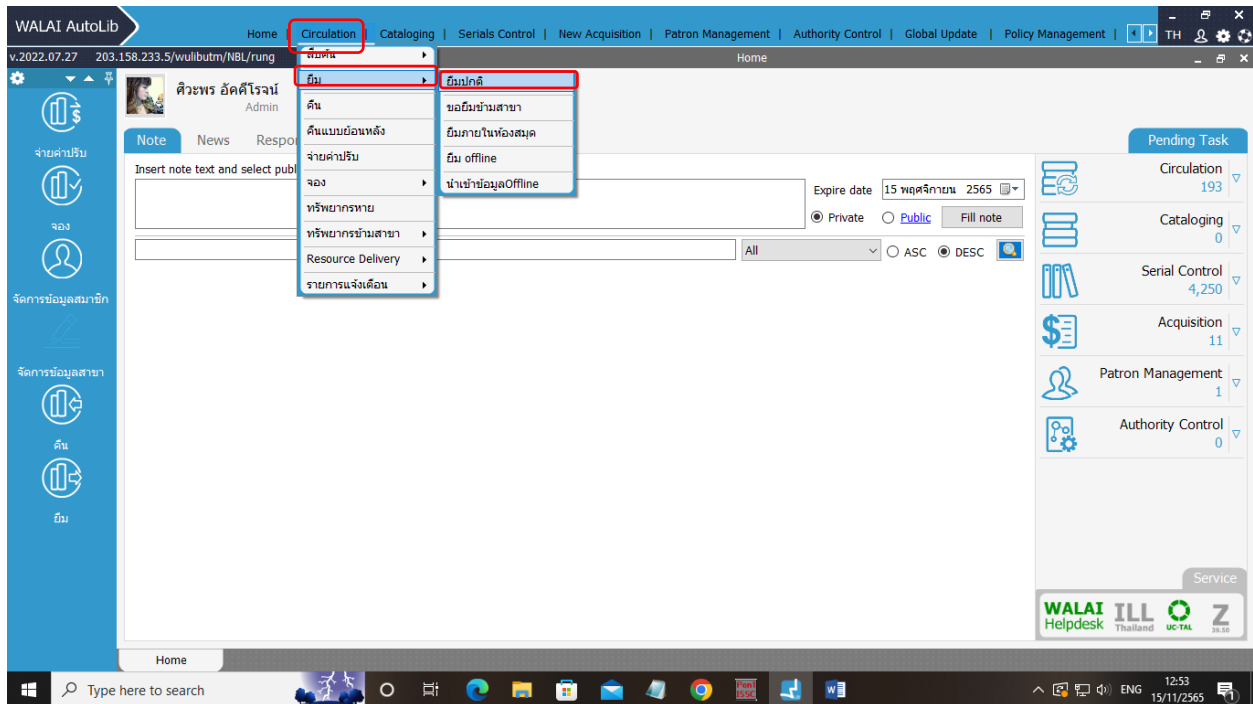 WALAI AutoLib
Home | Circulation | Cataloging | Serials Control | New Acquisition | Patron Management | Authority Control | Global Update | Policy Management | TH
v.2022.07.27 203.158.233.5/wulibutm/NBL/rung Home
สืบค้น
ยืม
คืน
คืนแบบย้อนหลัง
จ่ายค่าปรับ
จอง
ทรัพยากรหาย
ทรัพยากรข้ามสาขา
Resource Delivery
รายการแจ้งเตือน
ยืมปกติ
ขอยืมข้ามสาขา
ยืมภายในห้องสมุด
ยืม offline
นำเข้าข้อมูลOffline
จ่ายค่าปรับ
จอง
จัดการข้อมูลสมาชิก
จัดการข้อมูลสาขา
คืน
ยืม
ศิวะพร อัคคีโรจน์
Admin
Note News Respon
Insert note text and select publ
Expire date 15 พฤศจิกายน 2565
Private Public Fill note
All ASC DESC
Pending Task
Circulation
193
Cataloging
0
Serial Control
4,250
Acquisition
11
Patron Management
1
Authority Control
0
Service
WALAI Helpdesk
ILL Thailand
UC-TAL
Z 39.50
Home
Type here to search
Font ISSC
ENG
12:53
15/11/2565
1